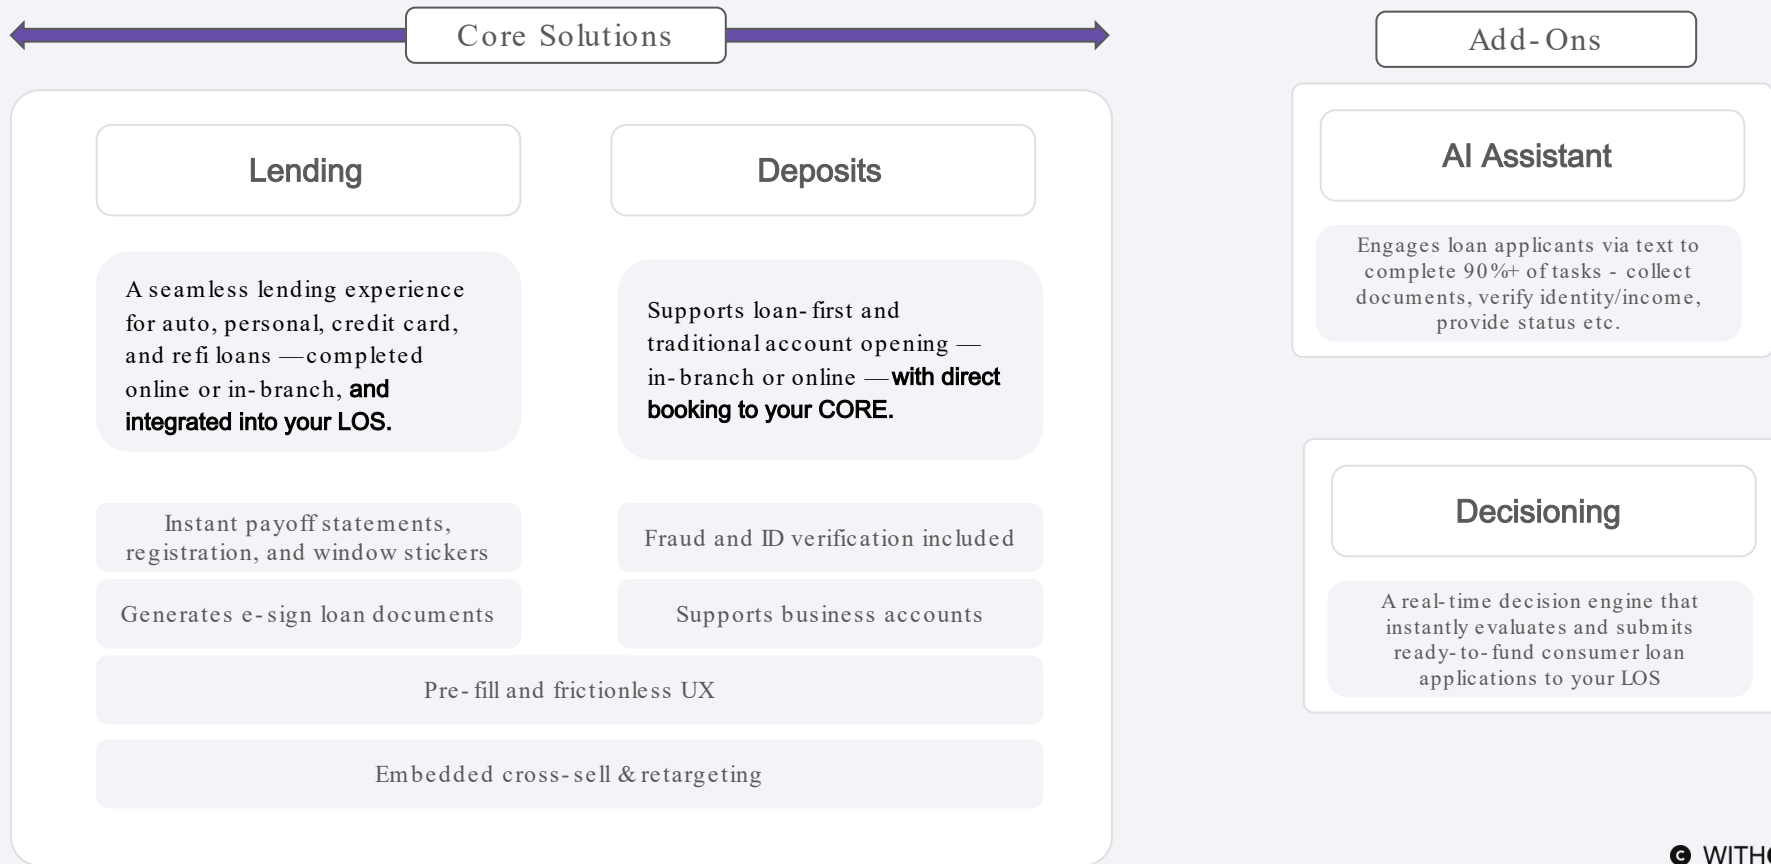 Core Solutions
Add-Ons
Lending
Deposits
AI Assistant
A seamless lending experience
for auto, personal, credit card,
and refi loans —completed
online or in-branch, and
integrated into your LOS.
Supports loan-first and
traditional account opening —
in-branch or online —with direct
booking to your CORE.
Engages loan applicants via text to
complete 90%+ of tasks - collect
documents, verify identity/income,
provide status etc.
Instant payoff statements,
registration, and window stickers
Fraud and ID verification included
Generates e-sign loan documents
Supports business accounts
Pre-fill and frictionless UX
Embedded cross-sell & retargeting
Decisioning
A real-time decision engine that
instantly evaluates and submits
ready-to-fund consumer loan
applications to your LOS